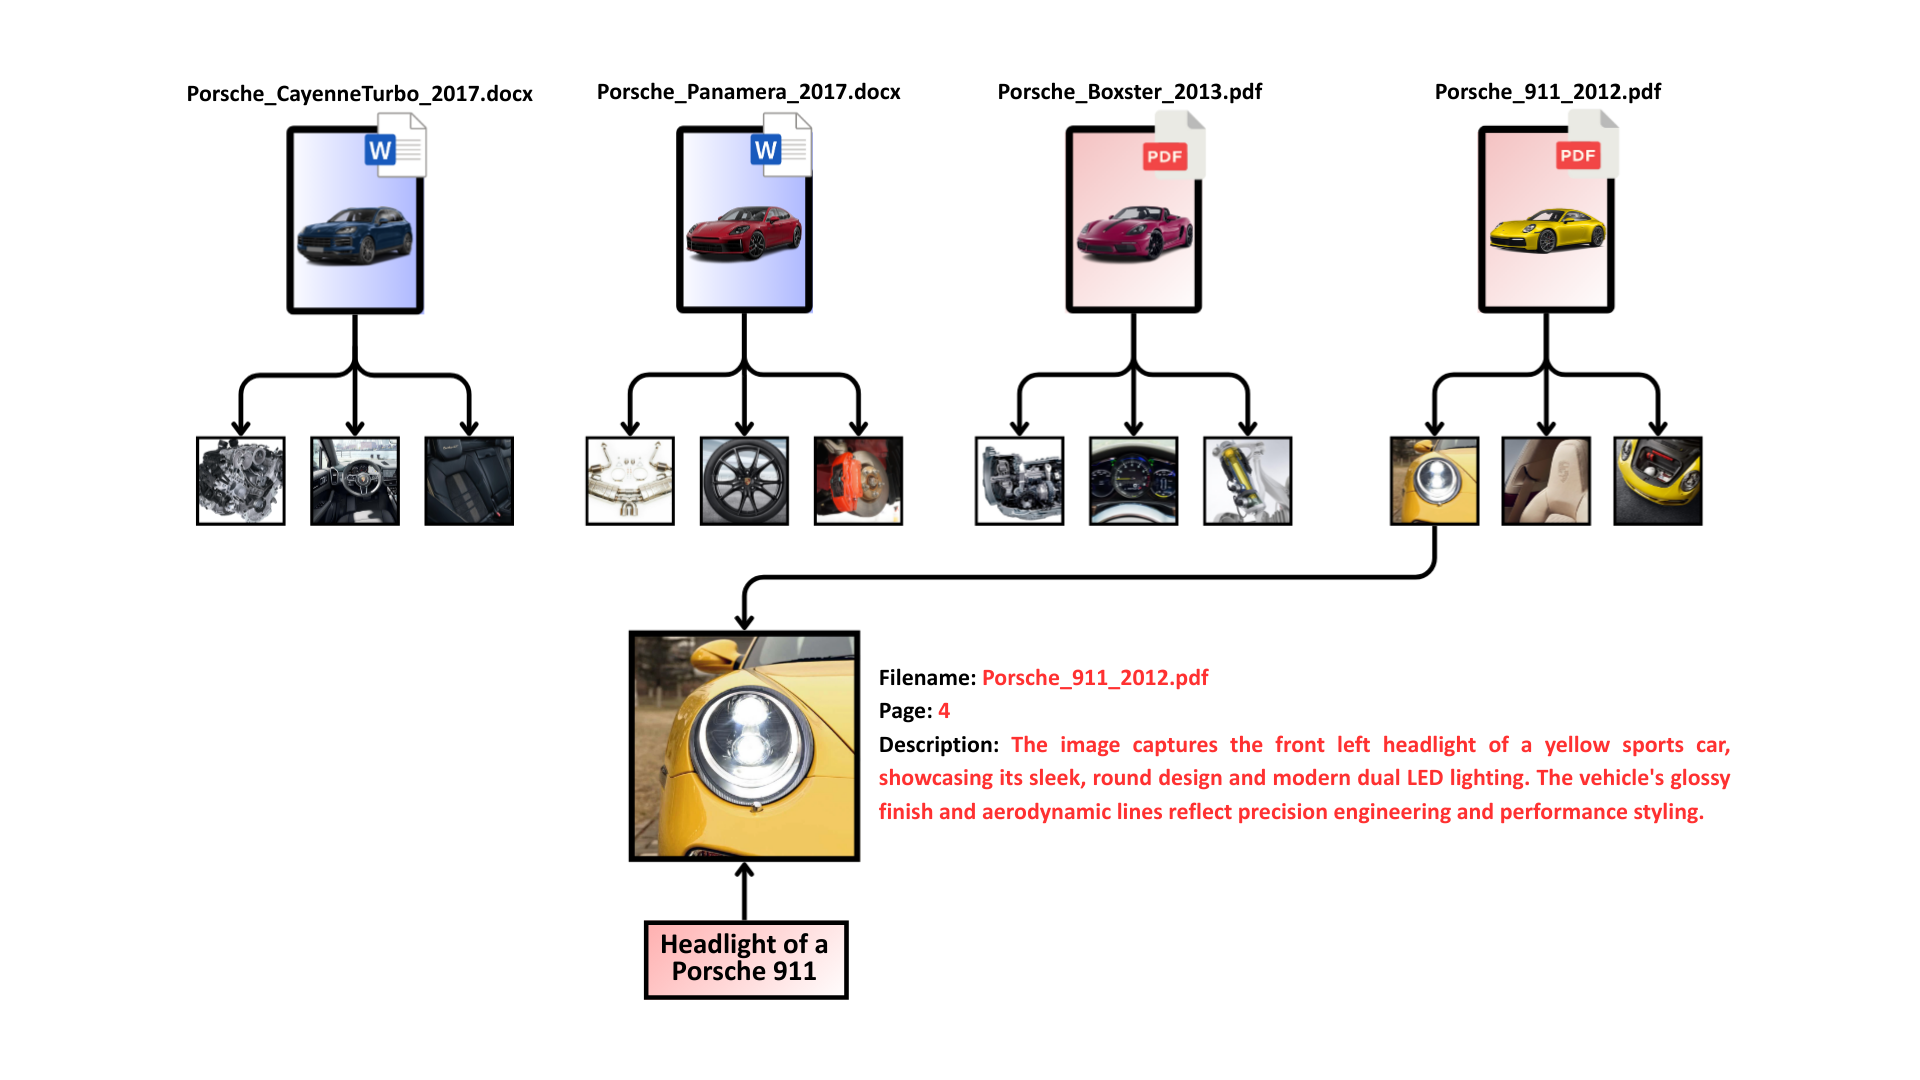 Porsche_CayenneTurbo_2017.docx
Porsche_Panamera_2017.docx
Porsche_Boxster_2013.pdf
Porsche_911_2012.pdf
W
W
PDF
PDF
Filename: Porsche_911_2012.pdf
Page: 4
Description: The image captures the front left headlight of a yellow sports car,
showcasing its sleek, round design and modern dual LED lighting. The vehicle's glossy
finish and aerodynamic lines reflect precision engineering and performance styling.
Headlight of a
Porsche 911